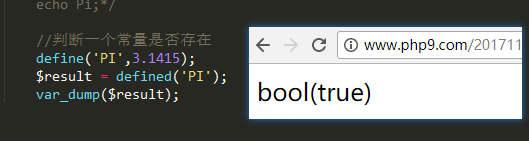 echo Pi;*/
//判断一个常量是否存在
define('PI',3.1415);
$result = defined('PI');
var_dump($result);
www.php9.com/201711
bool(true)